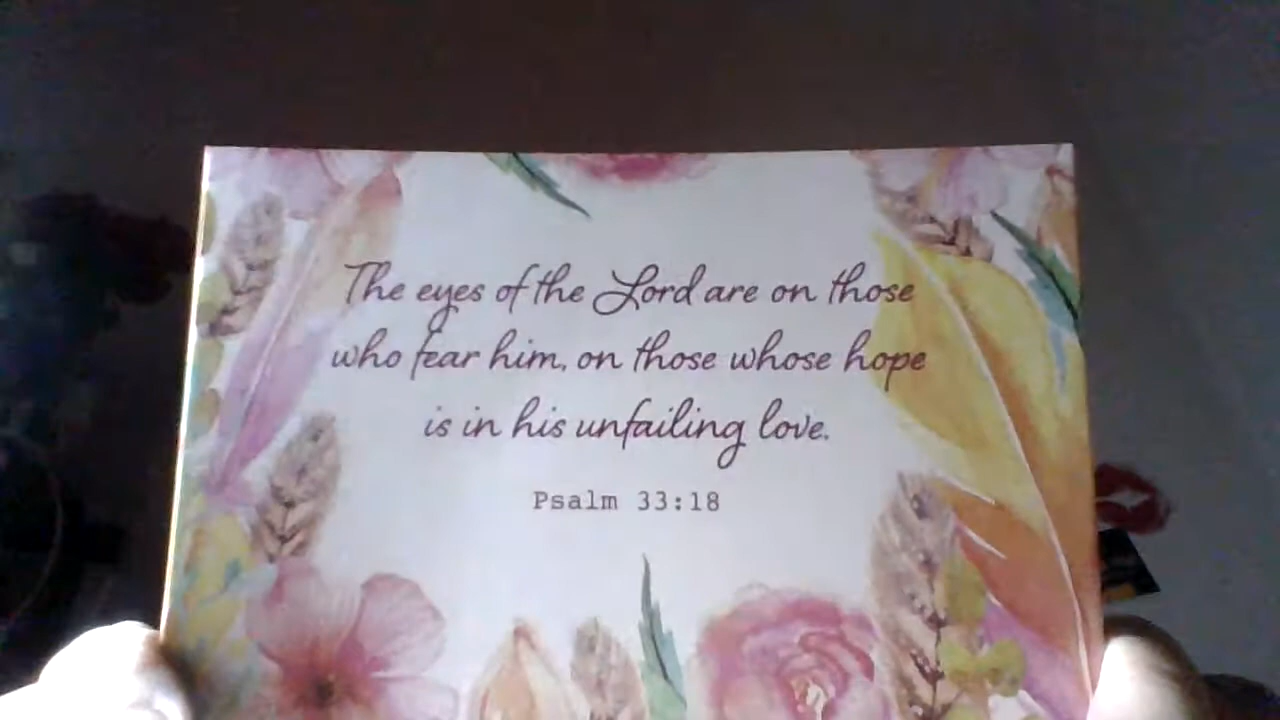 The eyes of the Lord are on those
who fear him, on those whose hope
is in his unfailing love.
Psalm 33:18